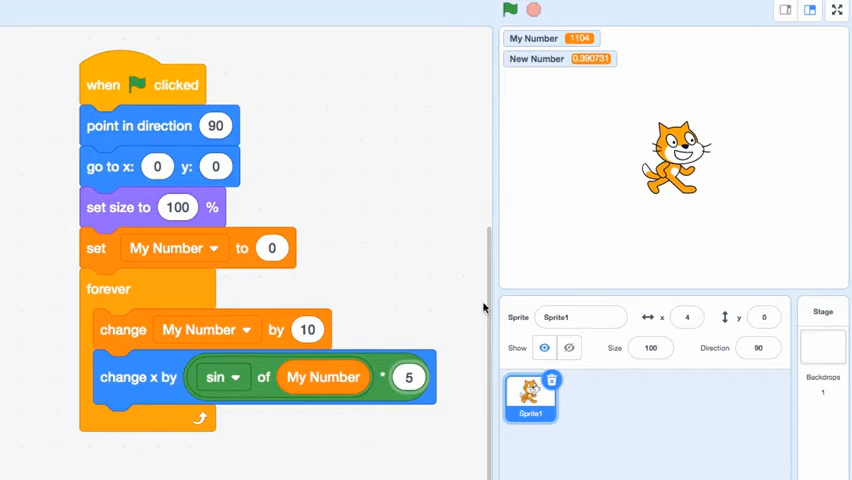 when clicked
point in direction 90
go to x: 0 y: 0
set size to 100 %
set My Number to 0
forever
change My Number by 10
change x by sin of My Number * 5
My Number 1104
New Number 0.390731
Sprite Sprite1 x 4 y 0
Show Size 100 Direction 90
Sprite1
Stage
Backdrops
1